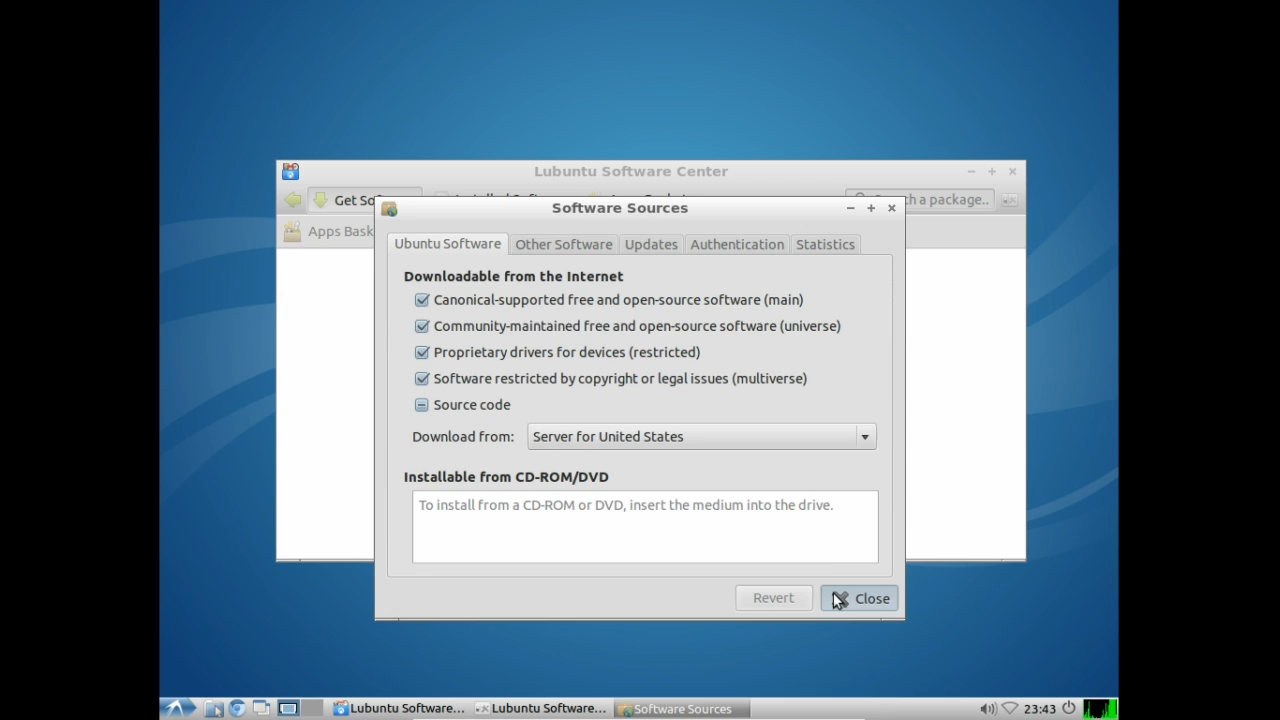 Lubuntu Software Center
Get So
h a package..
Software Sources
Apps Bask
Ubuntu Software Other Software Updates Authentication Statistics
Downloadable from the Internet
Canonical-supported free and open-source software (main)
Community-maintained free and open-source software (universe)
Proprietary drivers for devices (restricted)
Software restricted by copyright or legal issues (multiverse)
Source code
Download from: Server for United States
Installable from CD-ROM/DVD
To install from a CD-ROM or DVD, insert the medium into the drive.
Revert Close
Lubuntu Software... Lubuntu Software... Software Sources 23:43